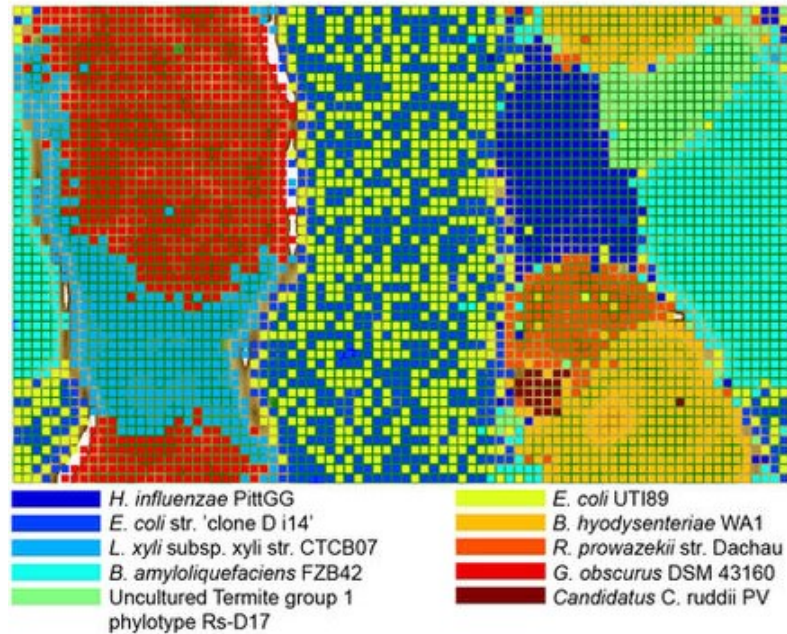 H. influenzae PittGG
E. coli str. 'clone D i14'
L. xyli subsp. xyli str. CTCB07
B. amyloliquefaciens FZB42
Uncultured Termite group 1
phylotype Rs-D17
E. coli UTI89
B. hyodysenteriae WA1
R. prowazekii str. Dachau
G. obscurus DSM 43160
Candidatus C. ruddii PV